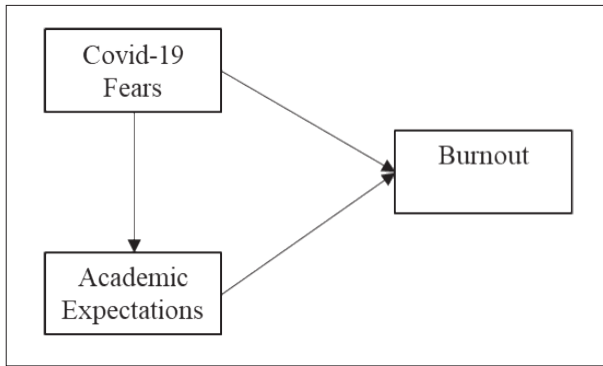 Covid-19
Fears
Burnout
Academic
Expectations